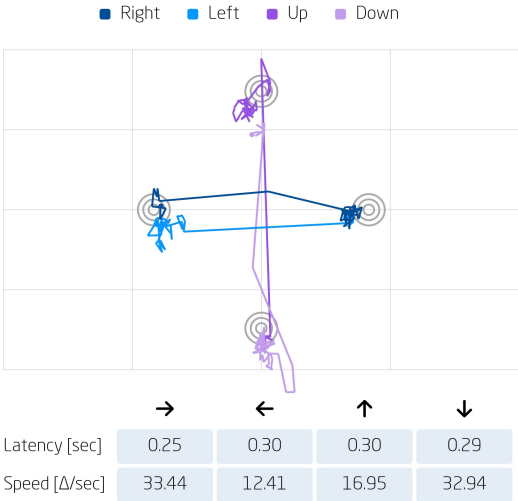 Right Left Up Down
→ ← ↑ ↓
Latency [sec] 0.25 0.30 0.30 0.29
Speed [Δ/sec] 33.44 12.41 16.95 32.94